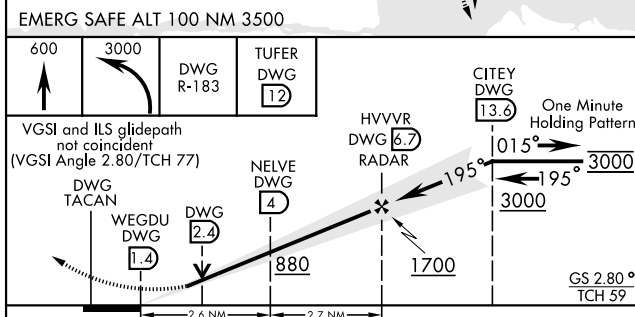 EMERG SAFE ALT 100 NM 3500
600
3000
DWG
R-183
TUFER
DWG
12
VGSI and ILS glidepath
not coincident
(VGSI Angle 2.80/TCH 77)
DWG
TACAN
WEGDU
DWG
1.4
DWG
2.4
NELVE
DWG
4
HVVVR
DWG 6.7
RADAR
CITEY
DWG
13.6
One Minute
Holding Pattern
015°
3000
195°
195°
3000
880
1700
GS 2.80°
TCH 59
2.6 NM
2.7 NM